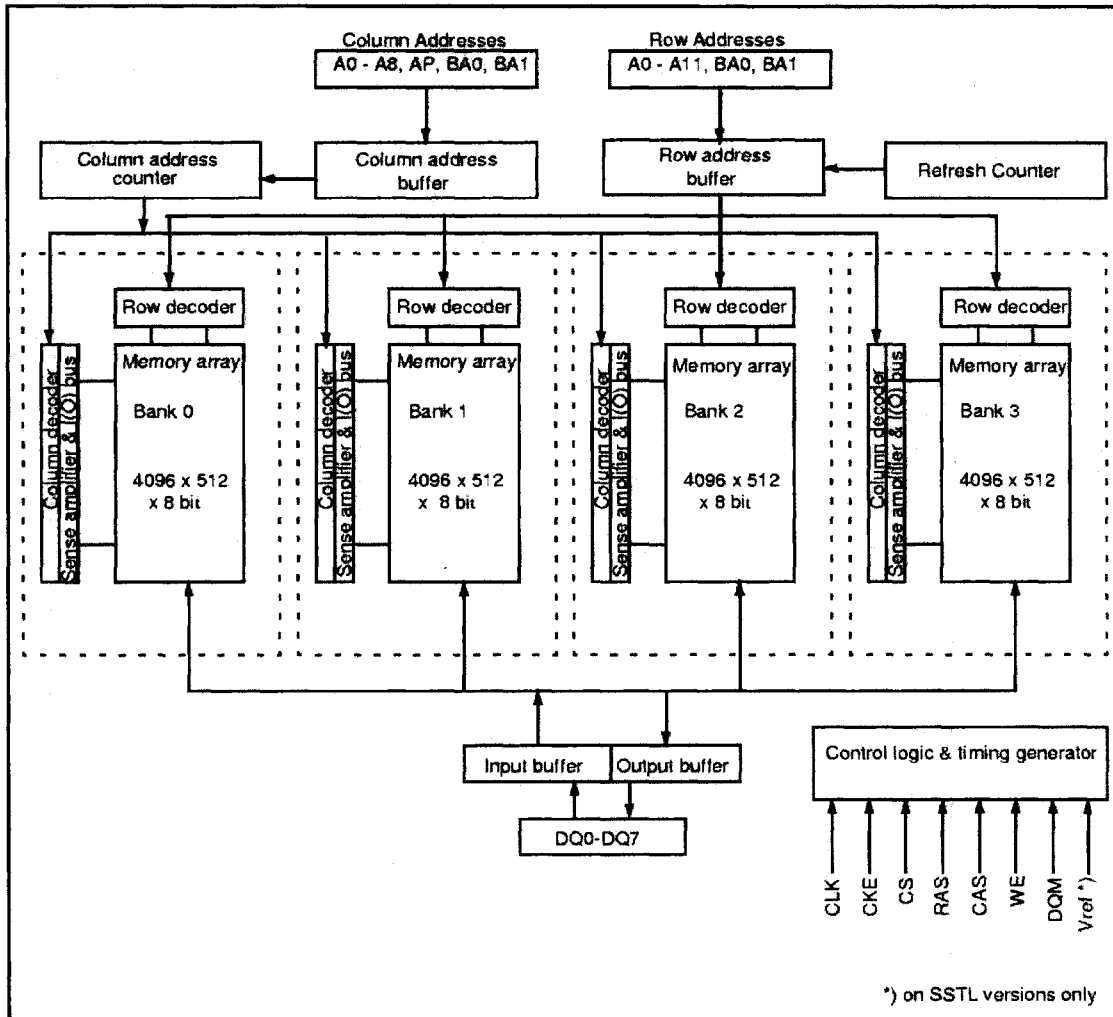 Column Addresses
A0 - A8, AP, BA0, BA1
Row Addresses
A0 - A11, BA0, BA1
Column address
counter
Column address
buffer
Row address
buffer
Refresh Counter
Row decoder
Row decoder
Row decoder
Row decoder
Column decoder
Sense amplifier & I(O) bus
Memory array
Bank 0
4096 x 512
x 8 bit
Column decoder
Sense amplifier & I(O) bus
Memory array
Bank 1
4096 x 512
x 8 bit
Column decoder
Sense amplifier & I(O) bus
Memory array
Bank 2
4096 x 512
x 8 bit
Column decoder
Sense amplifier & I(O) bus
Memory array
Bank 3
4096 x 512
x 8 bit
Input buffer
Output buffer
DQ0-DQ7
Control logic & timing generator
CLK
CKE
CS
RAS
CAS
WE
DQM
Vref *)
*) on SSTL versions only